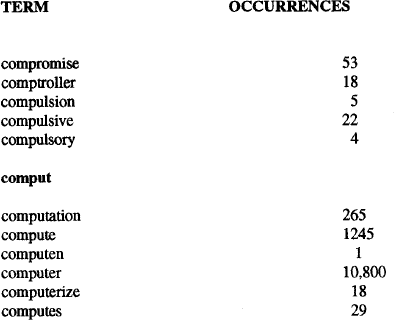 TERM OCCURRENCES
compromise 53
comptroller 18
compulsion 5
compulsive 22
compulsory 4
comput
computation 265
compute 1245
computen 1
computer 10,800
computerize 18
computes 29